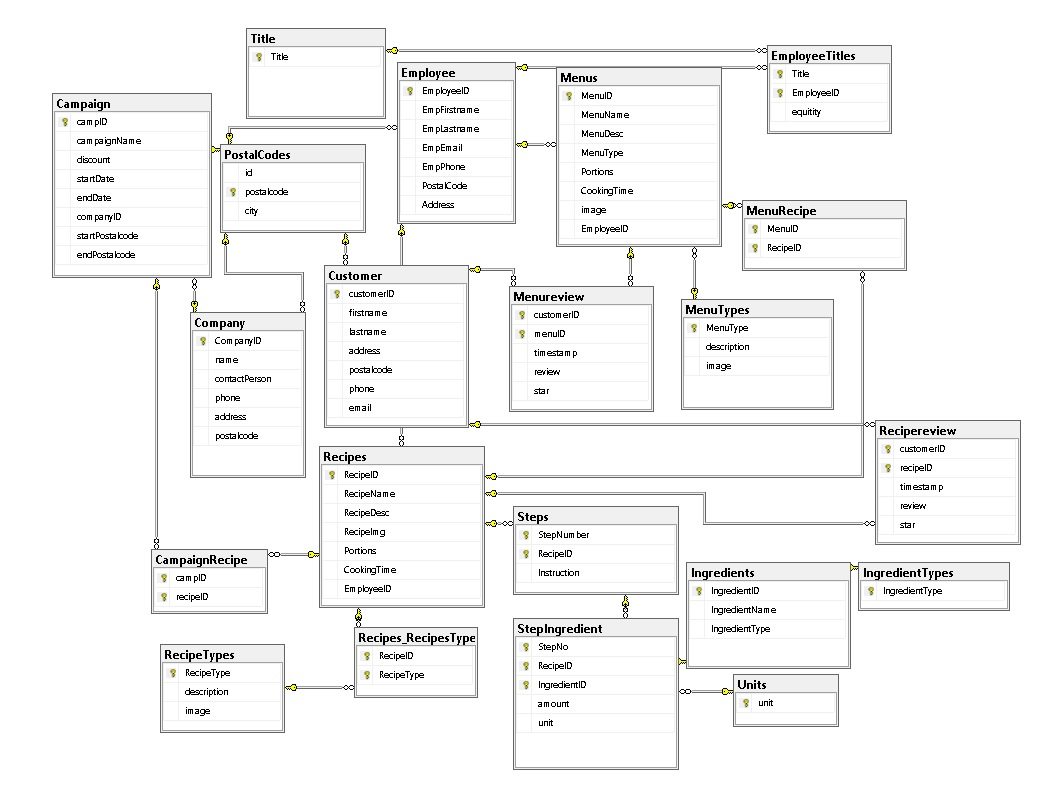 Title
Title
EmployeeTitles
Title
EmployeeID
equitity
Employee
EmployeeID
EmpFirstname
EmpLastname
EmpEmail
EmpPhone
PostalCode
Address
Menus
MenuID
MenuName
MenuDesc
MenuType
Portions
CookingTime
image
EmployeeID
Campaign
campID
campaignName
discount
startDate
endDate
companyID
startPostalcode
endPostalcode
PostalCodes
id
postalcode
city
MenuRecipe
MenuID
RecipeID
Customer
customerID
firstname
lastname
address
postalcode
phone
email
Menureview
customerID
menuID
timestamp
review
star
MenuTypes
MenuType
description
image
Company
CompanyID
name
contactPerson
phone
address
postalcode
Recipereview
customerID
recipeID
timestamp
review
star
Recipes
RecipeID
RecipeName
RecipeDesc
RecipeImg
Portions
CookingTime
EmployeeID
Steps
StepNumber
RecipeID
Instruction
CampaignRecipe
campID
recipeID
Ingredients
IngredientID
IngredientName
IngredientType
IngredientTypes
IngredientType
StepIngredient
StepNo
RecipeID
IngredientID
amount
unit
Recipes_RecipesType
RecipeID
RecipeType
RecipeTypes
RecipeType
description
image
Units
unit